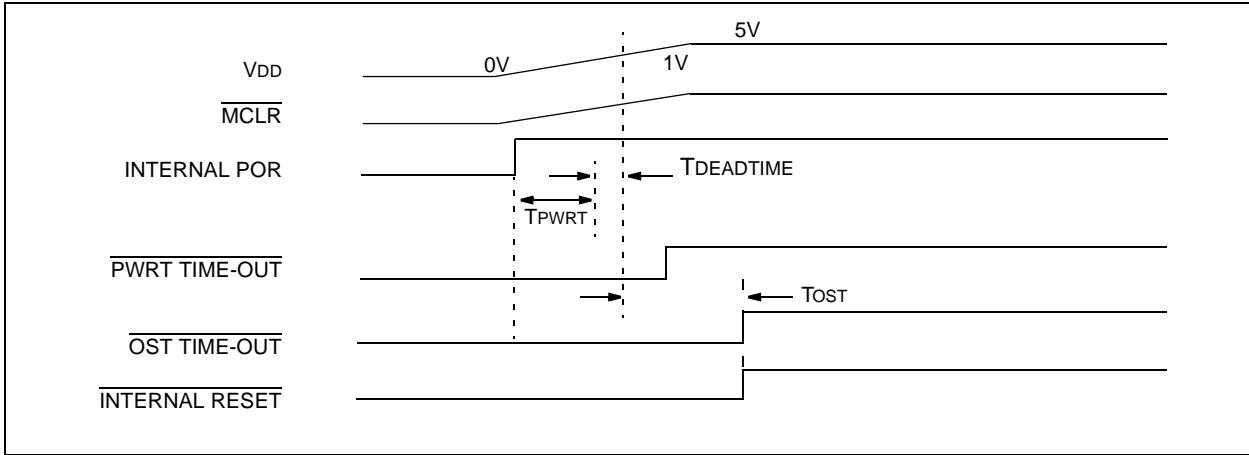 5V
VDD
0V
1V
MCLR
INTERNAL POR
TDEADTIME
TPWRT
PWRT TIME-OUT
TOST
OST TIME-OUT
INTERNAL RESET